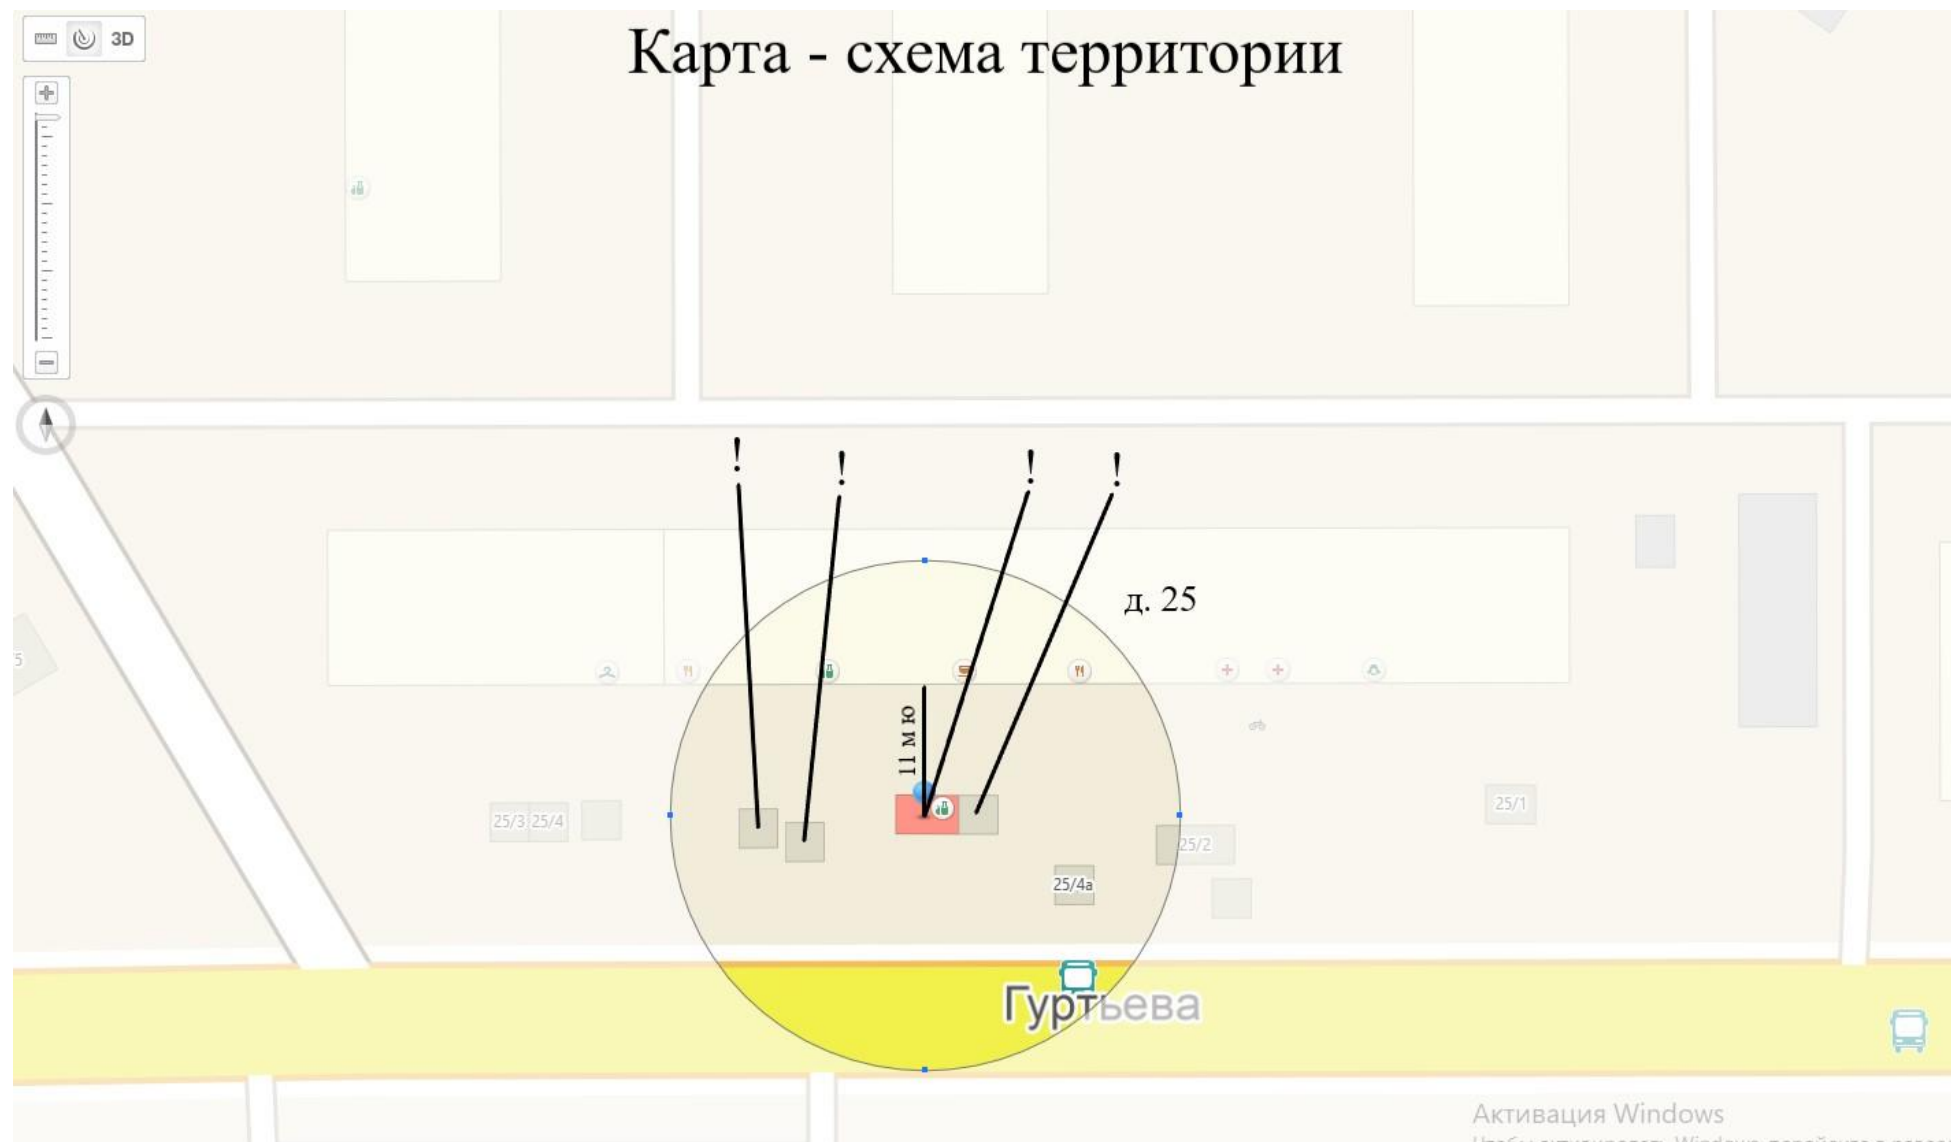 3D
Карта - схема территории
! ! ! !
д. 25
5
11 м ю
25/3 25/4
25/1
25/2
25/4а
Гуртьева
Активация Windows